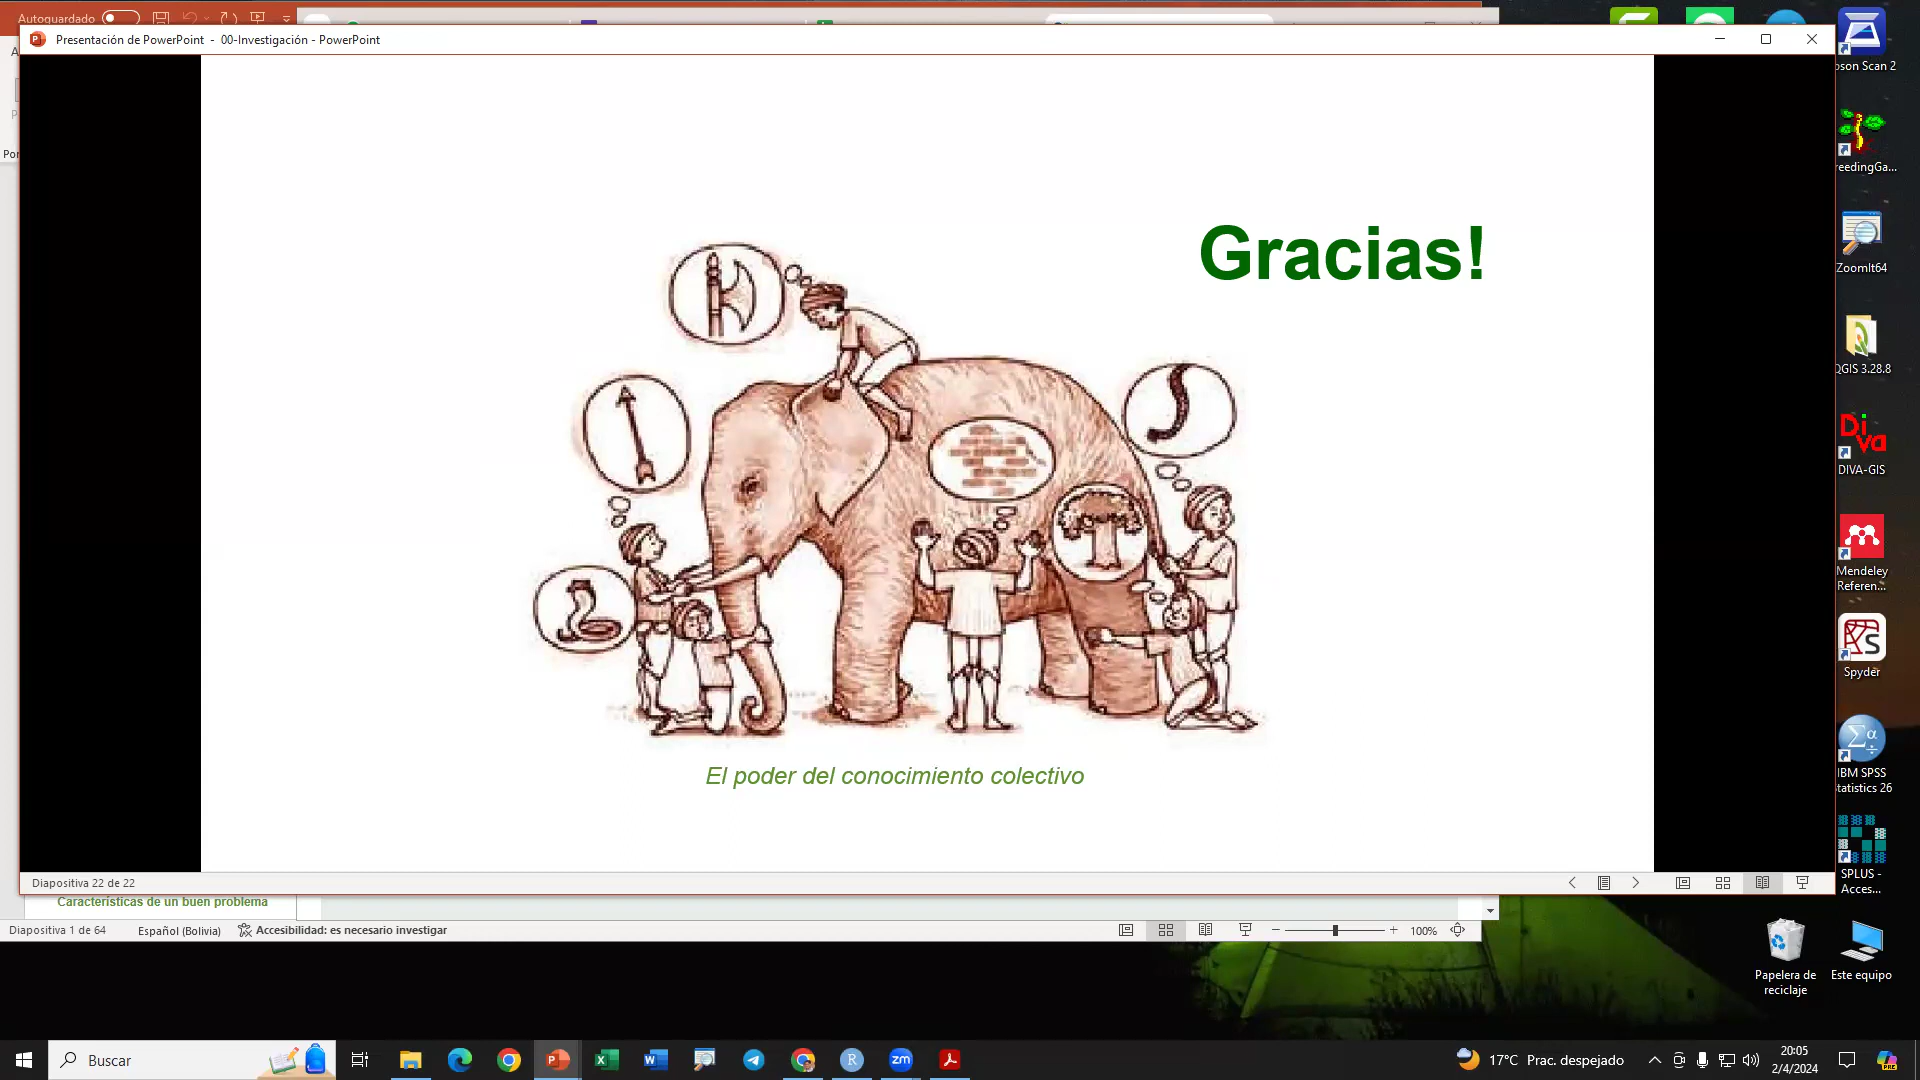 Autoguardado
Presentación de PowerPoint - 00-Investigación - PowerPoint
Gracias!
El poder del conocimiento colectivo
Diapositiva 22 de 22
Características de un buen problema
Diapositiva 1 de 64
Español (Bolivia)
Accesibilidad: es necesario investigar
100%
Scan 2
ZoomIt64
QGIS 3.28.8
Diva
DIVA-GIS
Mendeley
Referen...
Spyder
IBM SPSS
Statistics 26
SPLUS -
Acces...
Papelera de
reciclaje
Este equipo
Buscar
17°C Prac. despejado
20:05
2/4/2024